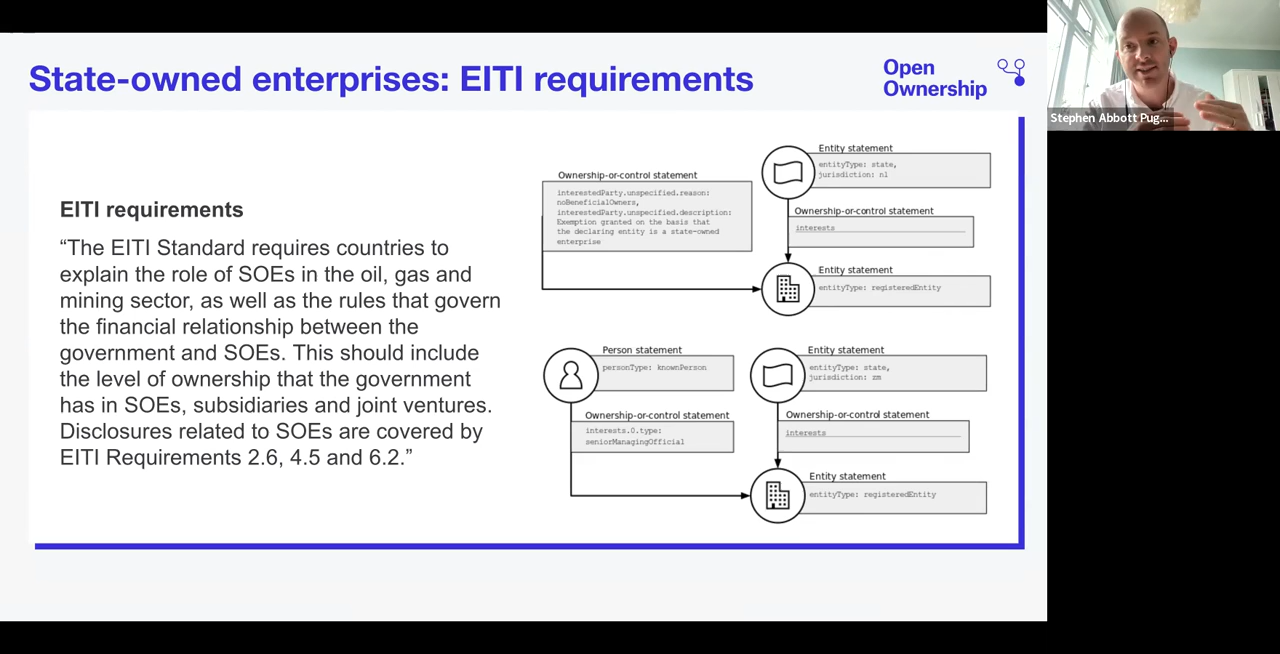 State-owned enterprises: EITI requirements
Open
Ownership
Stephen Abbott Pug...
EITI requirements
“The EITI Standard requires countries to
explain the role of SOEs in the oil, gas and
mining sector, as well as the rules that govern
the financial relationship between the
government and SOEs. This should include
the level of ownership that the government
has in SOEs, subsidiaries and joint ventures.
Disclosures related to SOEs are covered by
EITI Requirements 2.6, 4.5 and 6.2.”
Ownership-or-control statement
interestedParty.unspecified.reason:
noBeneficialOwners,
interestedParty.unspecified.description:
Exemption granted on the basis that
the declaring entity is a state-owned
enterprise
Entity statement
entityType: state,
jurisdiction: nl
Ownership-or-control statement
interests
Entity statement
entityType: registeredEntity
Person statement
personType: knownPerson
Ownership-or-control statement
interests.0.type:
seniorManagingOfficial
Entity statement
entityType: state,
jurisdiction: zm
Ownership-or-control statement
interests
Entity statement
entityType: registeredEntity